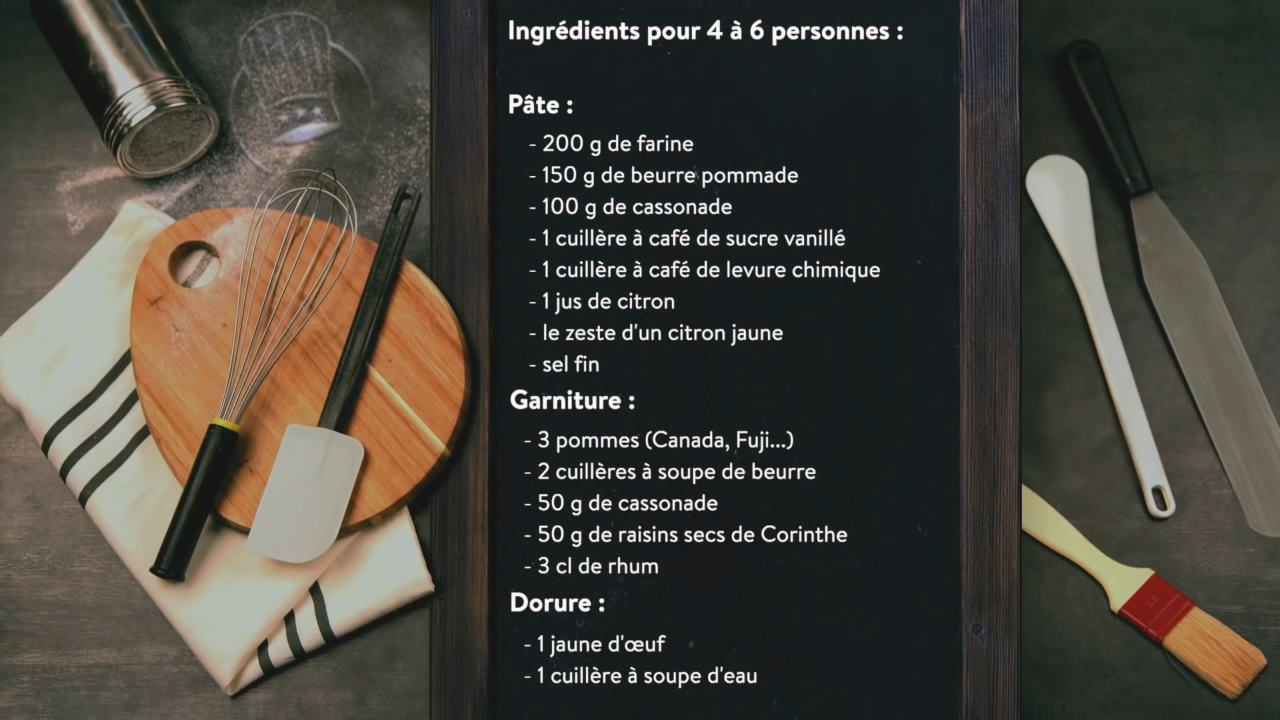 Ingrédients pour 4 à 6 personnes :
Pâte :
- 200 g de farine
- 150 g de beurre pommade
- 100 g de cassonade
- 1 cuillère à café de sucre vanillé
- 1 cuillère à café de levure chimique
- 1 jus de citron
- le zeste d'un citron jaune
- sel fin
Garniture :
- 3 pommes (Canada, Fuji...)
- 2 cuillères à soupe de beurre
- 50 g de cassonade
- 50 g de raisins secs de Corinthe
- 3 cl de rhum
Dorure :
- 1 jaune d'œuf
- 1 cuillère à soupe d'eau